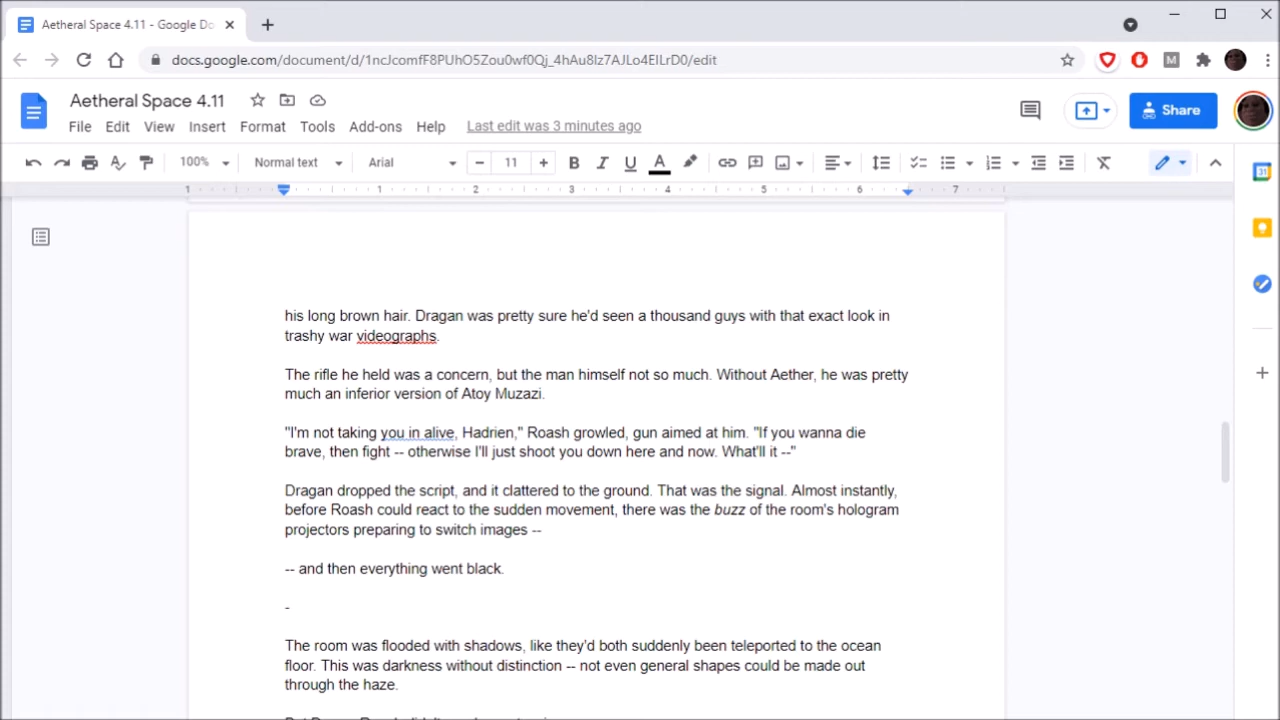 Aetheral Space 4.11 - Google Do
docs.google.com/document/d/1ncJcomfF8PUhO5Zou0wf0Qj_4hAu8Iz7AJLo4EILrD0/edit
Aetheral Space 4.11
File Edit View Insert Format Tools Add-ons Help Last edit was 3 minutes ago
Share
100% Normal text Arial 11
1 1 2 3 4 5 6 7
his long brown hair. Dragan was pretty sure he'd seen a thousand guys with that exact look in
trashy war videographs.
The rifle he held was a concern, but the man himself not so much. Without Aether, he was pretty
much an inferior version of Atoy Muzazi.
"I'm not taking you in alive, Hadrien," Roash growled, gun aimed at him. "If you wanna die
brave, then fight -- otherwise I'll just shoot you down here and now. What'll it --"
Dragan dropped the script, and it clattered to the ground. That was the signal. Almost instantly,
before Roash could react to the sudden movement, there was the buzz of the room's hologram
projectors preparing to switch images --
-- and then everything went black.
-
The room was flooded with shadows, like they'd both suddenly been teleported to the ocean
floor. This was darkness without distinction -- not even general shapes could be made out
through the haze.